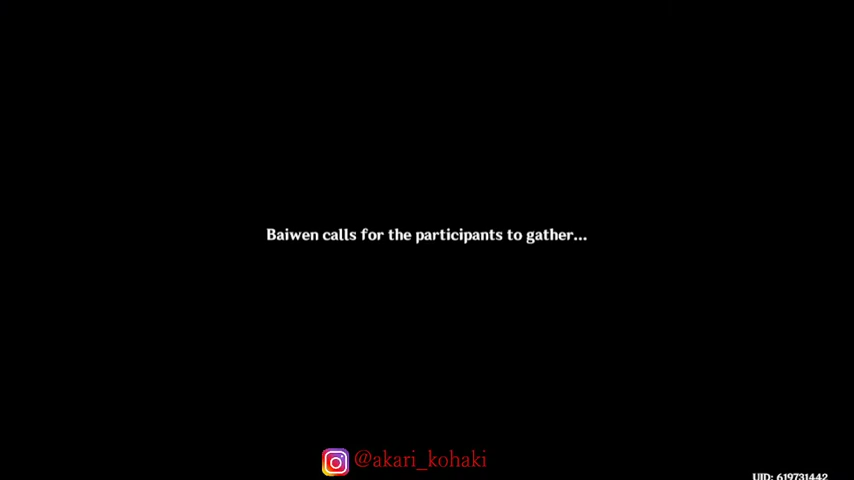 Baiwen calls for the participants to gather...
@akari_kohaki
UID: 619731442